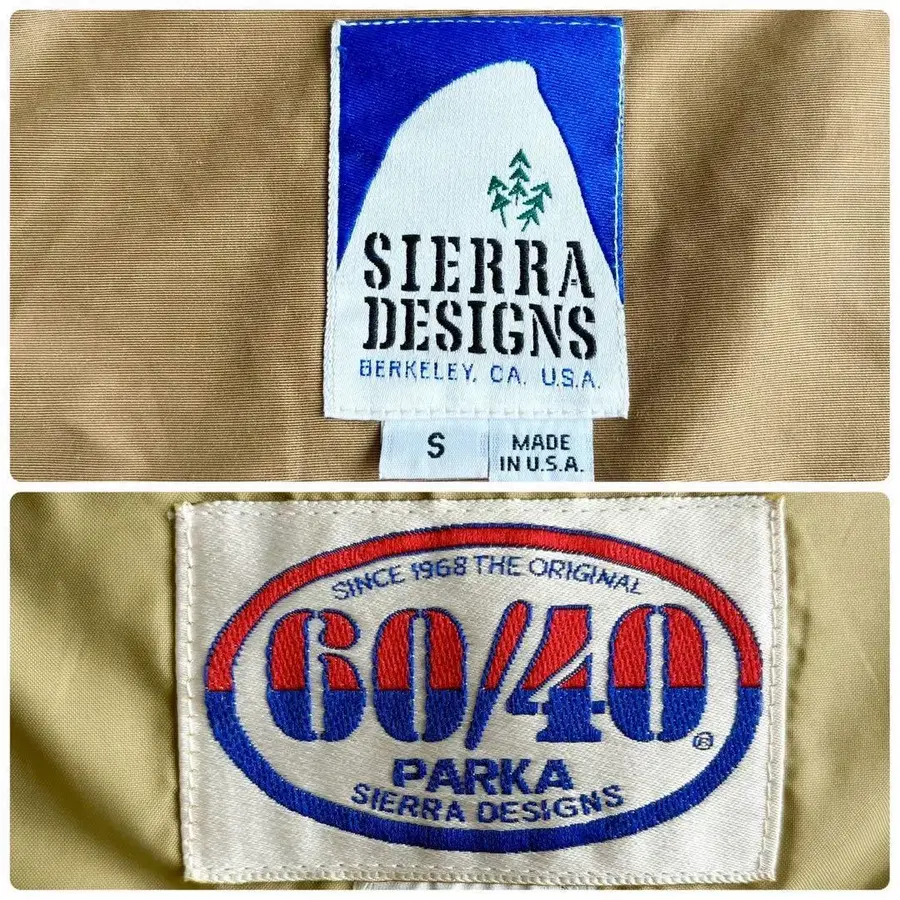 SIERRA
DESIGNS
BERKELEY, CA. U.S.A.
S
MADE
IN U.S.A.
SINCE 1968 THE ORIGINAL
60/40®
PARKA
SIERRA DESIGNS